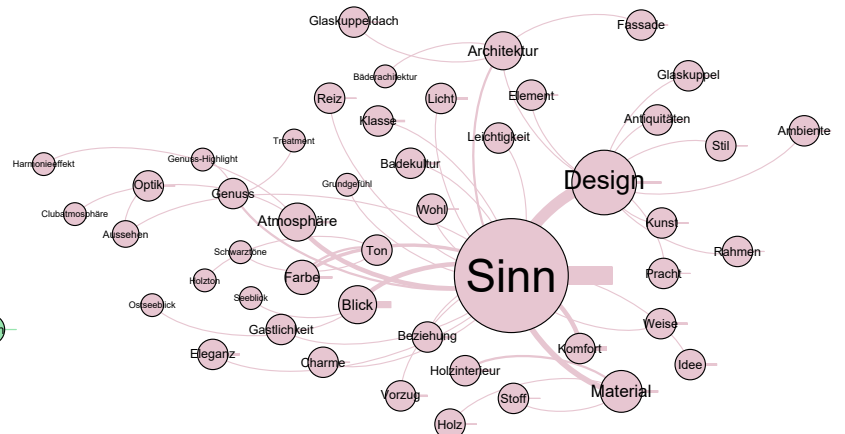 Glaskuppeldach
Fassade
Architektur
Bäderachitektur
Glaskuppel
Reiz
Licht
Element
Klasse
Antiquitäten
Ambiente
Treatment
Leichtigkeit
Stil
Harmonieeffekt
Genuss-Highlight
Badekultur
Optik
Genuss
Grundgefühl
Design
Clubatmosphäre
Atmosphäre
Wohl
Kunst
Aussehen
Schwarztöne
Ton
Rahmen
Holzton
Farbe
Sinn
Pracht
Ostseeblick
Seeblick
Blick
Gastlichkeit
Beziehung
Weise
Eleganz
Charme
Komfort
Idee
Holzinterieur
Vorzug
Stoff
Material
Holz